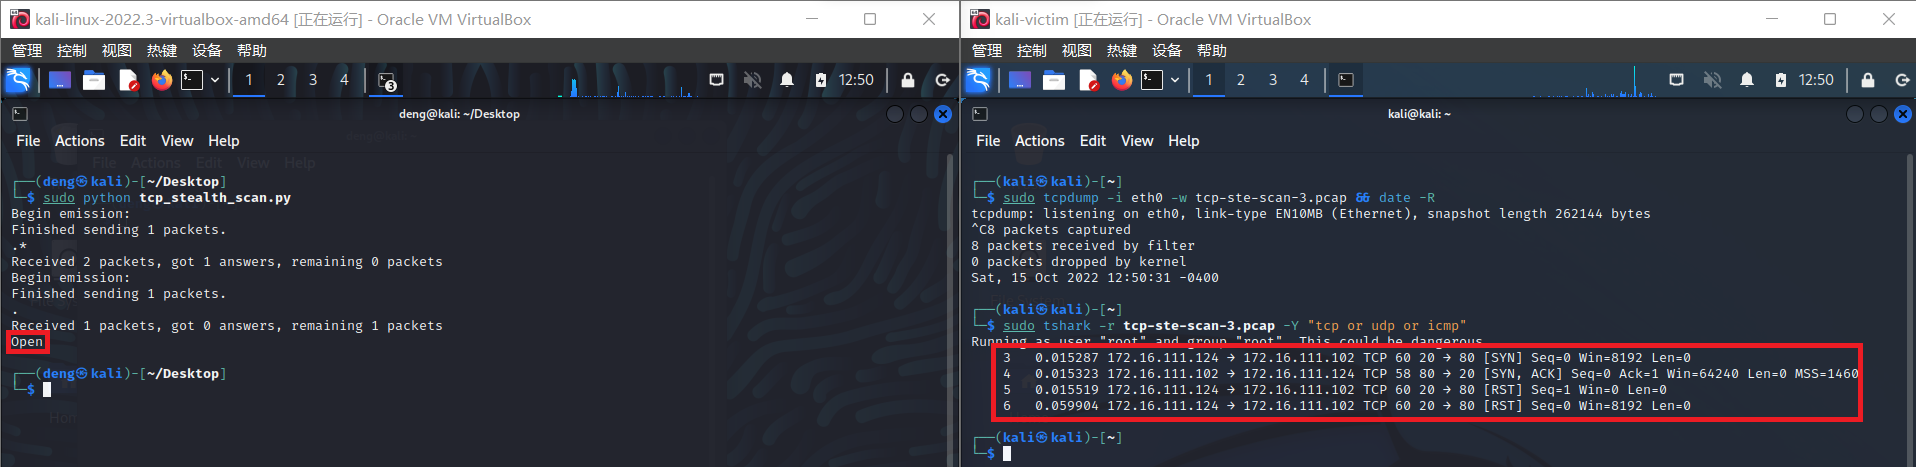 kali-linux-2022.3-virtualbox-amd64 [正在运行] - Oracle VM VirtualBox
管理 控制 视图 热键 设备 帮助
1 2 3 4 3 12:50
deng@kali: ~/Desktop
File Actions Edit View Help
┌──(deng㉿kali)-[~/Desktop]
└─$ sudo python tcp_stealth_scan.py
Begin emission:
Finished sending 1 packets.
.*
Received 2 packets, got 1 answers, remaining 0 packets
Begin emission:
Finished sending 1 packets.
.
Received 1 packets, got 0 answers, remaining 1 packets
Open
┌──(deng㉿kali)-[~/Desktop]
└─$
kali-victim [正在运行] - Oracle VM VirtualBox
管理 控制 视图 热键 设备 帮助
1 2 3 4 12:50
kali@kali: ~
File Actions Edit View Help
┌──(kali㉿kali)-[~]
└─$ sudo tcpdump -i eth0 -w tcp-ste-scan-3.pcap && date -R
tcpdump: listening on eth0, link-type EN10MB (Ethernet), snapshot length 262144 bytes
^C8 packets captured
8 packets received by filter
0 packets dropped by kernel
Sat, 15 Oct 2022 12:50:31 -0400
┌──(kali㉿kali)-[~]
└─$ sudo tshark -r tcp-ste-scan-3.pcap -Y "tcp or udp or icmp"
Running as user "root" and group "root". This could be dangerous.
3 0.015287 172.16.111.124 → 172.16.111.102 TCP 60 20 → 80 [SYN] Seq=0 Win=8192 Len=0
4 0.015323 172.16.111.102 → 172.16.111.124 TCP 58 80 → 20 [SYN, ACK] Seq=0 Ack=1 Win=64240 Len=0 MSS=1460
5 0.015519 172.16.111.124 → 172.16.111.102 TCP 60 20 → 80 [RST] Seq=1 Win=0 Len=0
6 0.059904 172.16.111.124 → 172.16.111.102 TCP 60 20 → 80 [RST] Seq=0 Win=8192 Len=0
┌──(kali㉿kali)-[~]
└─$